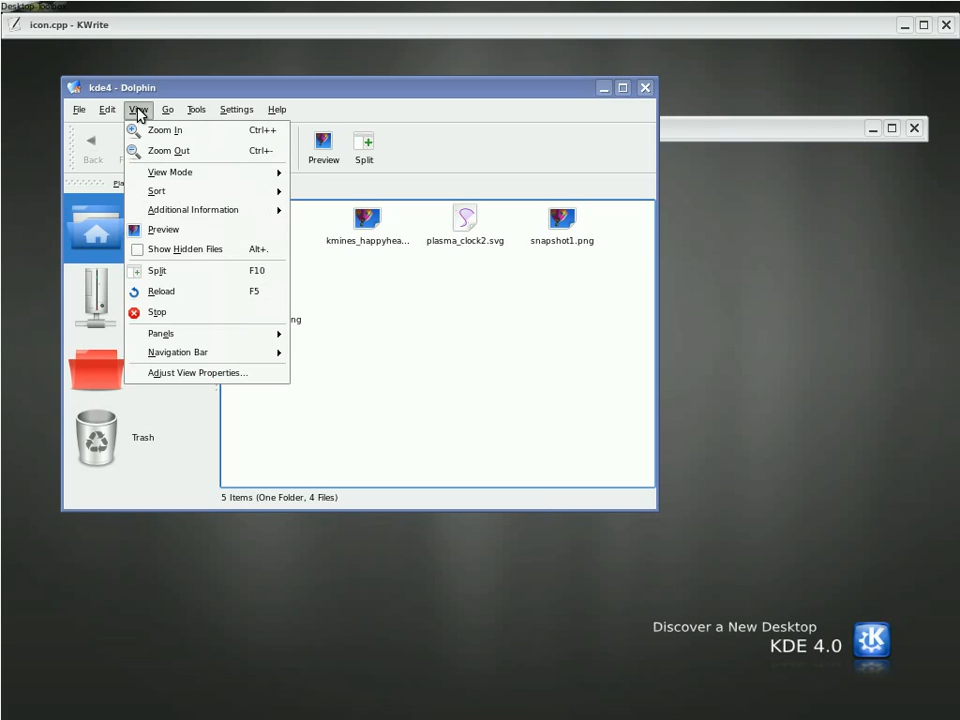 icon.cpp - KWrite
kde4 - Dolphin
File Edit View Go Tools Settings Help
Back
Preview Split
Zoom In Ctrl++
Zoom Out Ctrl+-
View Mode
Sort
Additional Information
Preview
Show Hidden Files Alt+.
Split F10
Reload F5
Stop
Panels
Navigation Bar
Adjust View Properties...
kmines_happyhea... plasma_clock2.svg snapshot1.png
ng
Trash
5 Items (One Folder, 4 Files)
Discover a New Desktop
KDE 4.0